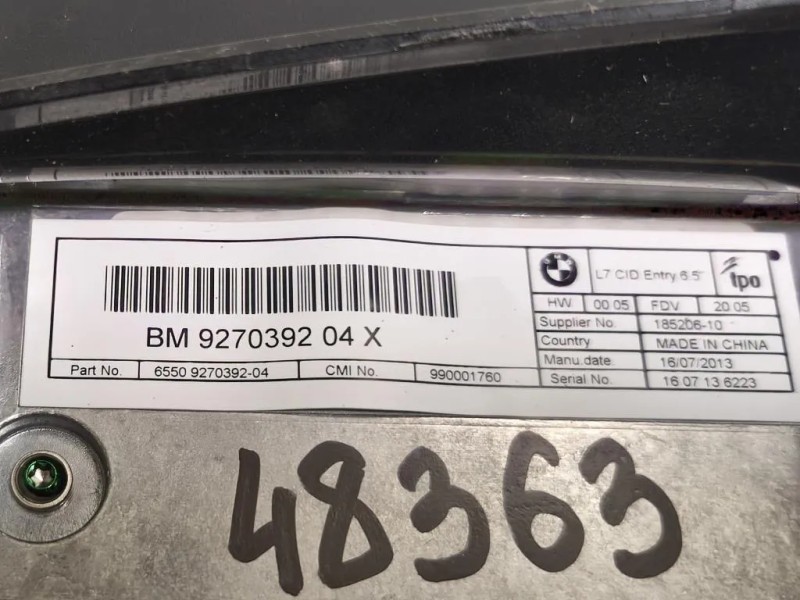 BM 9270392 04 X
Part No. 6550 9270392-04 CMI No. 990001760
L7 CID Entry 6.5" tpo
HW 00 05 FDV 20 05
Supplier No. 185206-10
Country MADE IN CHINA
Manu.date. 16/07/2013
Serial No. 16 07 13 6223
48363